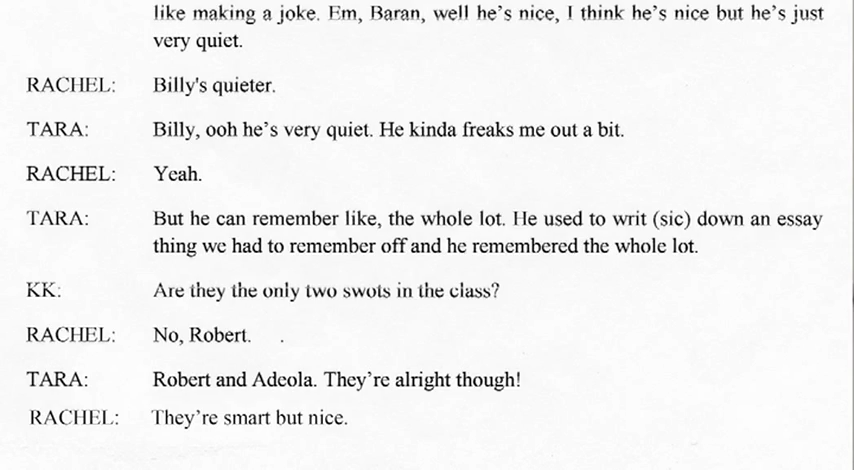 like making a joke. Em, Baran, well he's nice, I think he's nice but he's just
very quiet.
RACHEL: Billy's quieter.
TARA: Billy, ooh he's very quiet. He kinda freaks me out a bit.
RACHEL: Yeah.
TARA: But he can remember like, the whole lot. He used to writ (sic) down an essay
thing we had to remember off and he remembered the whole lot.
KK: Are they the only two swots in the class?
RACHEL: No, Robert.
TARA: Robert and Adeola. They're alright though!
RACHEL: They're smart but nice.